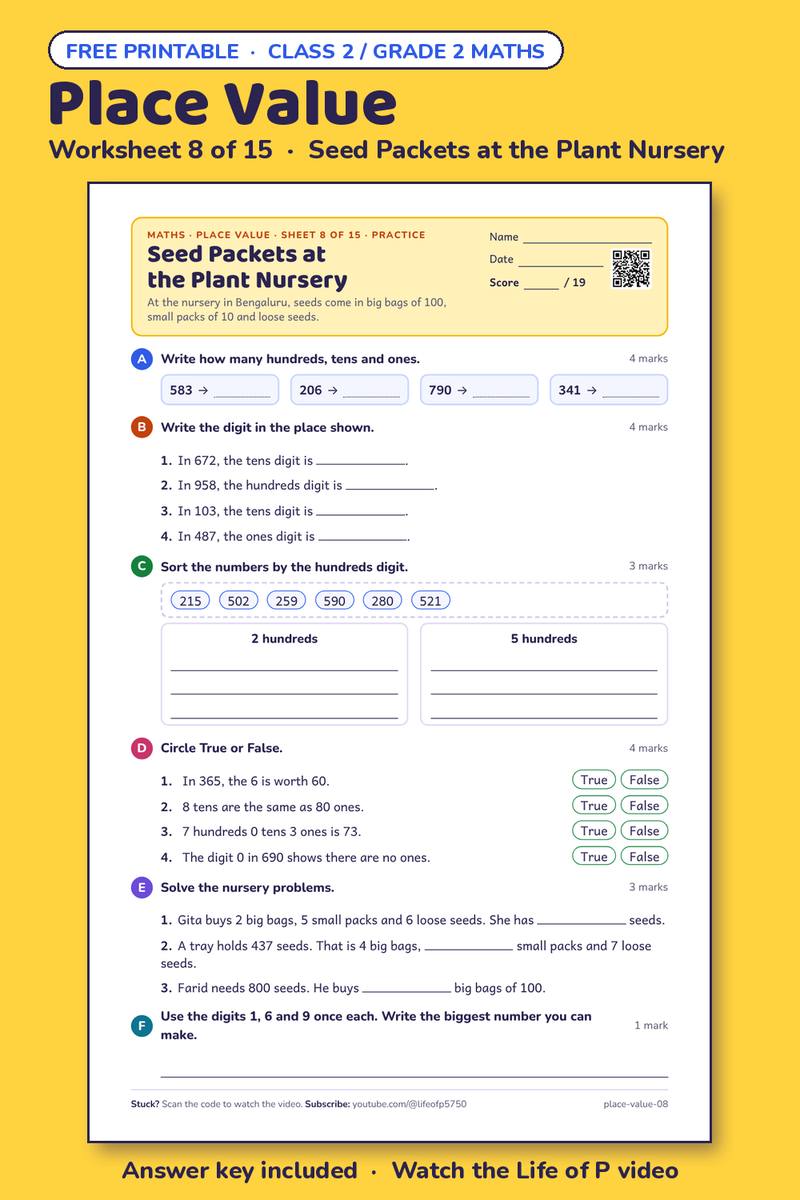 FREE PRINTABLE · CLASS 2 / GRADE 2 MATHS
Place Value
Worksheet 8 of 15 · Seed Packets at the Plant Nursery
MATHS · PLACE VALUE · SHEET 8 OF 15 · PRACTICE
Seed Packets at
the Plant Nursery
At the nursery in Bengaluru, seeds come in big bags of 100,
small packs of 10 and loose seeds.
Name ______
Date ______
Score ______ / 19
A Write how many hundreds, tens and ones. 4 marks
583 → ______ 206 → ______ 790 → ______ 341 → ______
B Write the digit in the place shown. 4 marks
1. In 672, the tens digit is ______.
2. In 958, the hundreds digit is ______.
3. In 103, the tens digit is ______.
4. In 487, the ones digit is ______.
C Sort the numbers by the hundreds digit. 3 marks
215 502 259 590 280 521
2 hundreds 5 hundreds
D Circle True or False. 4 marks
1. In 365, the 6 is worth 60. True False
2. 8 tens are the same as 80 ones. True False
3. 7 hundreds 0 tens 3 ones is 73. True False
4. The digit 0 in 690 shows there are no ones. True False
E Solve the nursery problems. 3 marks
1. Gita buys 2 big bags, 5 small packs and 6 loose seeds. She has ______ seeds.
2. A tray holds 437 seeds. That is 4 big bags, ______ small packs and 7 loose
seeds.
3. Farid needs 800 seeds. He buys ______ big bags of 100.
F Use the digits 1, 6 and 9 once each. Write the biggest number you can 1 mark
make.
Stuck? Scan the code to watch the video. Subscribe: youtube.com/@lifeofp5750 place-value-08
Answer key included · Watch the Life of P video